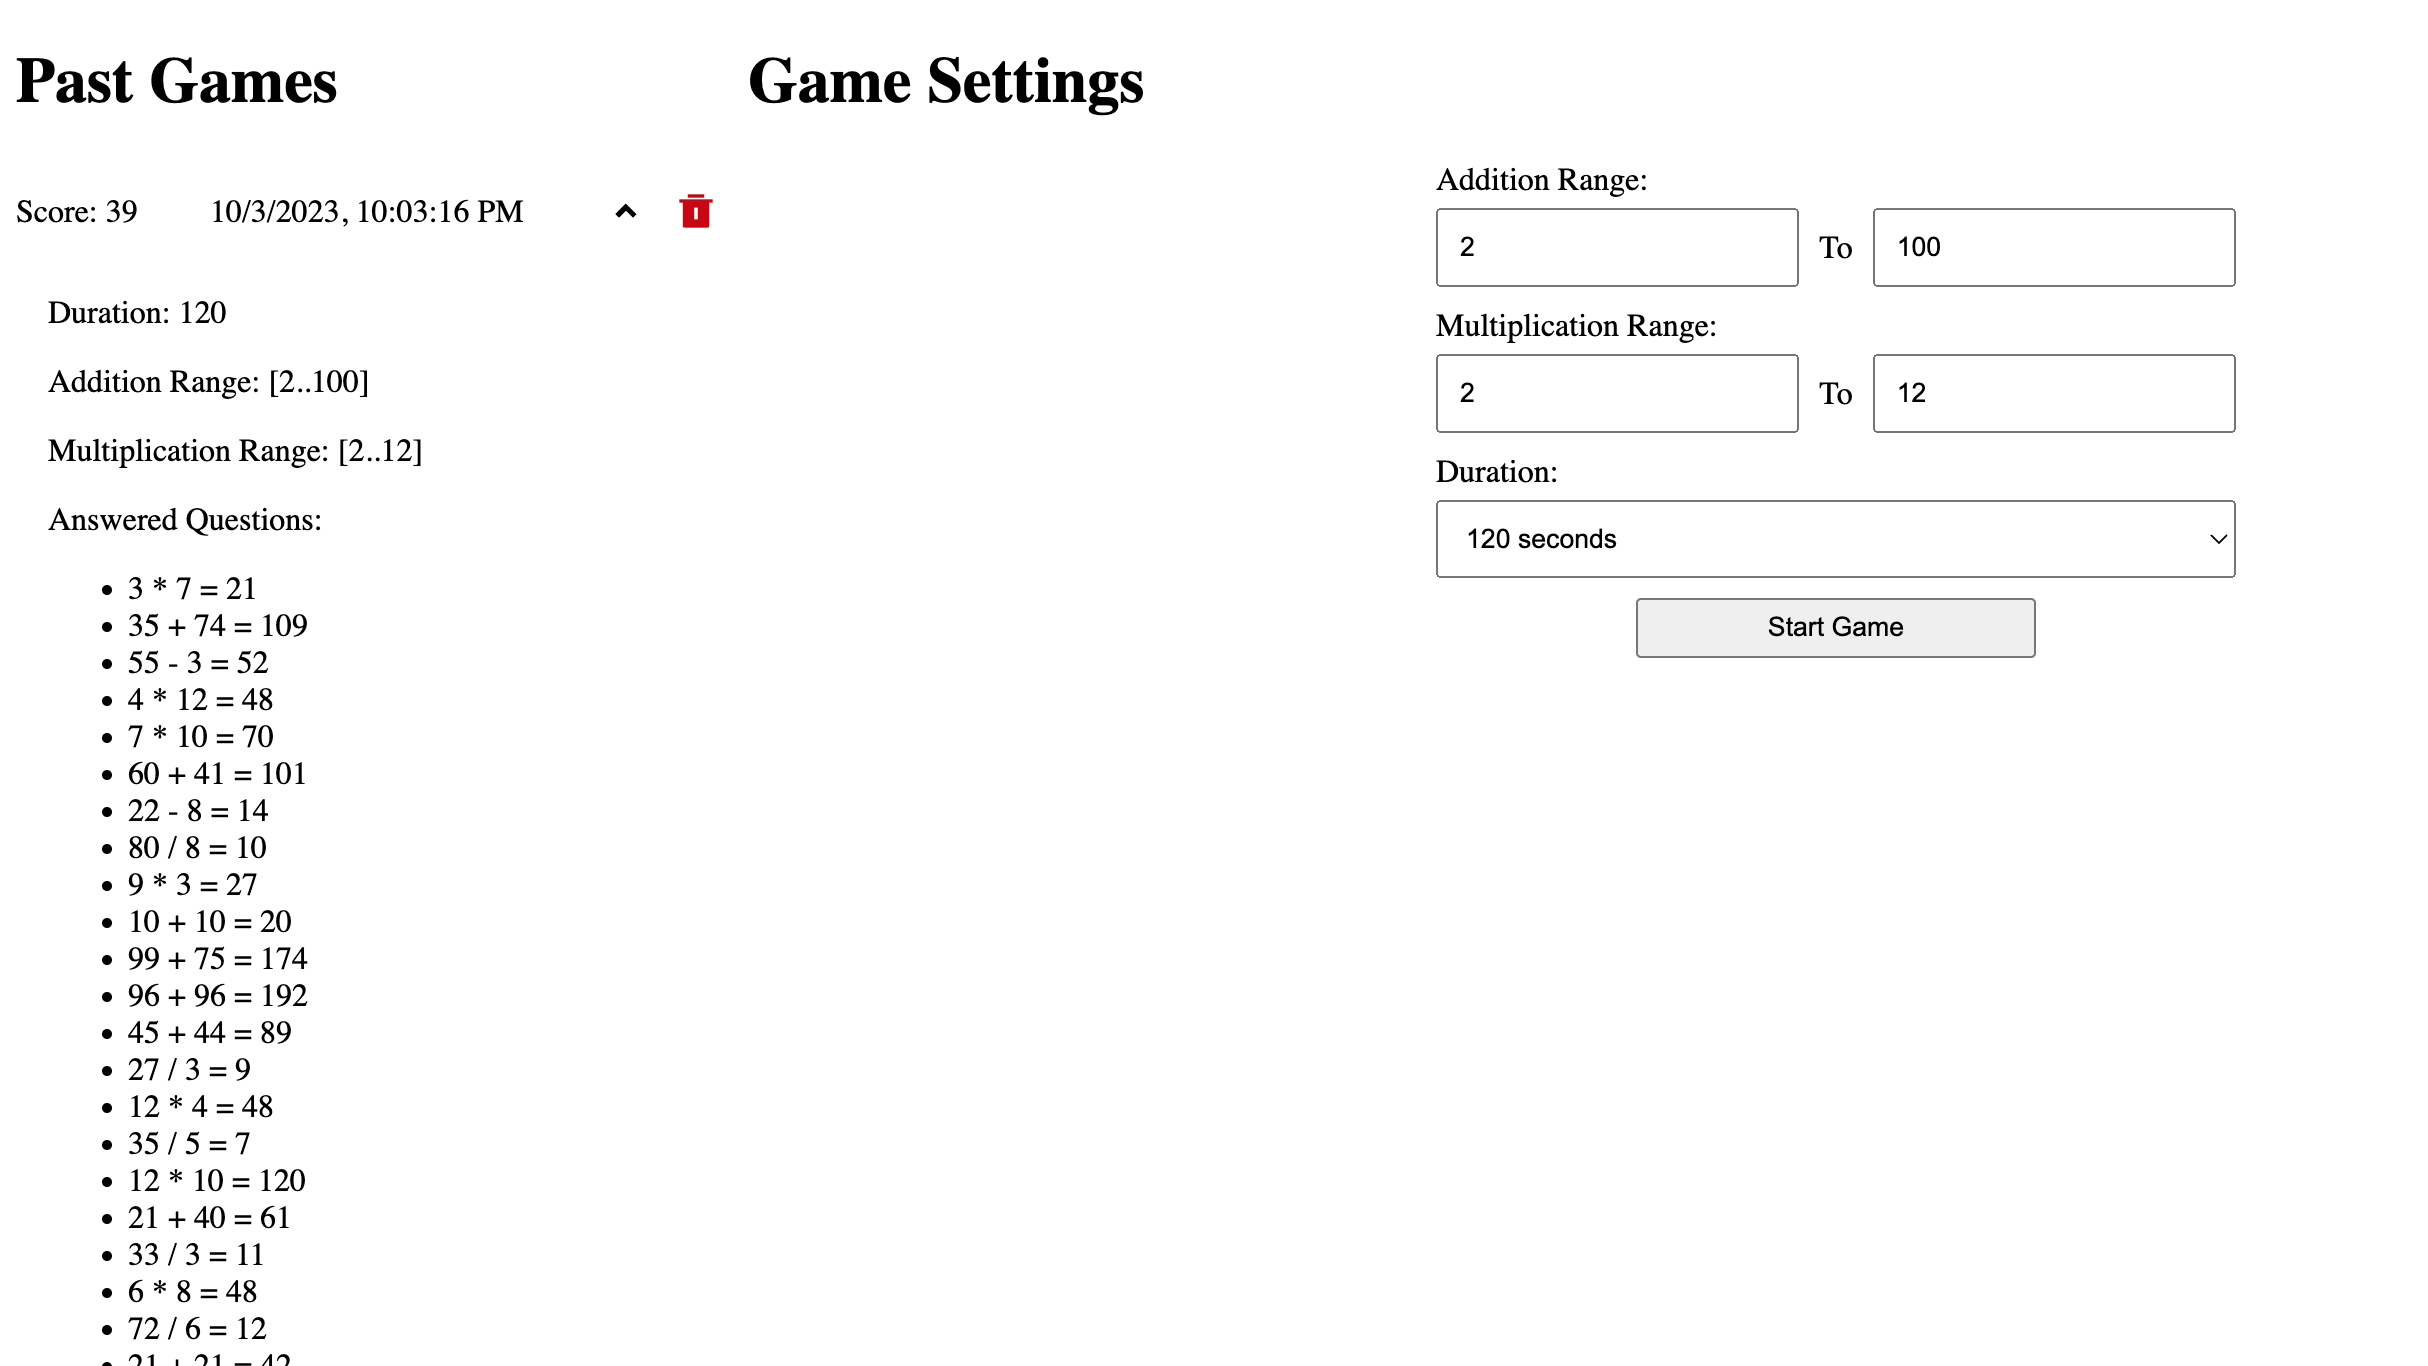 Past Games
Score: 39 10/3/2023, 10:03:16 PM
Duration: 120
Addition Range: [2..100]
Multiplication Range: [2..12]
Answered Questions:
3 * 7 = 21
35 + 74 = 109
55 - 3 = 52
4 * 12 = 48
7 * 10 = 70
60 + 41 = 101
22 - 8 = 14
80 / 8 = 10
9 * 3 = 27
10 + 10 = 20
99 + 75 = 174
96 + 96 = 192
45 + 44 = 89
27 / 3 = 9
12 * 4 = 48
35 / 5 = 7
12 * 10 = 120
21 + 40 = 61
33 / 3 = 11
6 * 8 = 48
72 / 6 = 12
21 + 21 = 42
Game Settings
Addition Range:
2 To 100
Multiplication Range:
2 To 12
Duration:
120 seconds
Start Game